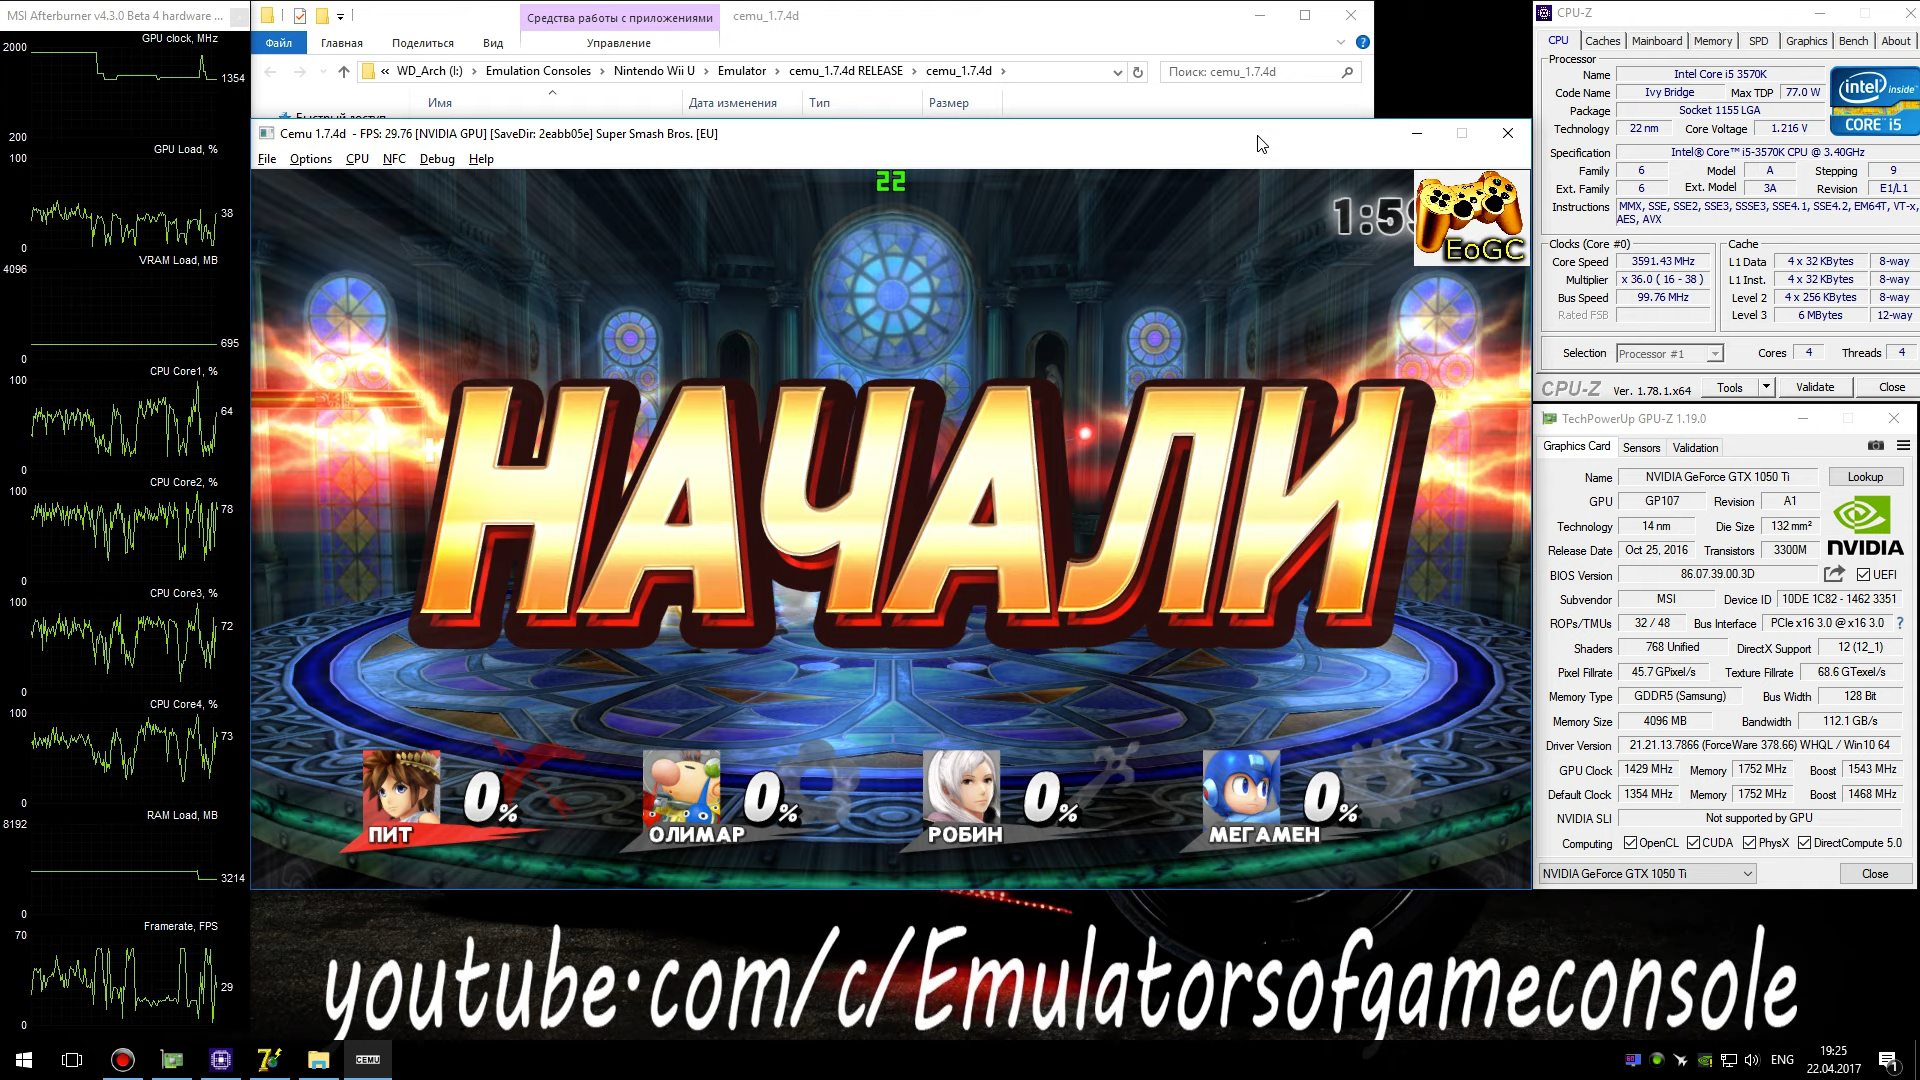 MSI Afterburner v4.3.0 Beta 4 hardware ...
GPU clock, MHz
2000
1354
200
GPU Load, %
100
38
0
VRAM Load, MB
4096
695
0
CPU Core1, %
100
64
0
CPU Core2, %
100
78
0
CPU Core3, %
100
72
0
CPU Core4, %
100
73
0
RAM Load, MB
8192
3214
0
Framerate, FPS
70
29
0
Средства работы с приложениями
cemu_1.7.4d
Файл Главная Поделиться Вид Управление
« WD_Arch (I:) › Emulation Consoles › Nintendo Wii U › Emulator › cemu_1.7.4d RELEASE › cemu_1.7.4d ›
Поиск: cemu_1.7.4d
Имя Дата изменения Тип Размер
Cemu 1.7.4d - FPS: 29.76 [NVIDIA GPU] [SaveDir: 2eabb05e] Super Smash Bros. [EU]
File Options CPU NFC Debug Help
22
1:59
EoGC
НАЧАЛИ
0% 0% 0% 0%
ПИТ ОЛИМАР РОБИН МЕГАМЕН
youtube.com/c/Emulatorsofgameconsole
CPU-Z
CPU Caches Mainboard Memory SPD Graphics Bench About
Processor
Name Intel Core i5 3570K
Code Name Ivy Bridge Max TDP 77.0 W
Package Socket 1155 LGA
Technology 22 nm Core Voltage 1.216 V
intel inside
CORE i5
Specification Intel® Core™ i5-3570K CPU @ 3.40GHz
Family 6 Model A Stepping 9
Ext. Family 6 Ext. Model 3A Revision E1/L1
Instructions MMX, SSE, SSE2, SSE3, SSSE3, SSE4.1, SSE4.2, EM64T, VT-x,
AES, AVX
Clocks (Core #0) Cache
Core Speed 3591.43 MHz L1 Data 4 x 32 KBytes 8-way
Multiplier x 36.0 ( 16 - 38 ) L1 Inst. 4 x 32 KBytes 8-way
Bus Speed 99.76 MHz Level 2 4 x 256 KBytes 8-way
Rated FSB Level 3 6 MBytes 12-way
Selection Processor #1 Cores 4 Threads 4
CPU-Z Ver. 1.78.1.x64 Tools Validate Close
TechPowerUp GPU-Z 1.19.0
Graphics Card Sensors Validation
Name NVIDIA GeForce GTX 1050 Ti Lookup
GPU GP107 Revision A1
Technology 14 nm Die Size 132 mm²
Release Date Oct 25, 2016 Transistors 3300M
NVIDIA
BIOS Version 86.07.39.00.3D UEFI
Subvendor MSI Device ID 10DE 1C82 - 1462 3351
ROPs/TMUs 32 / 48 Bus Interface PCIe x16 3.0 @ x16 3.0 ?
Shaders 768 Unified DirectX Support 12 (12_1)
Pixel Fillrate 45.7 GPixel/s Texture Fillrate 68.6 GTexel/s
Memory Type GDDR5 (Samsung) Bus Width 128 Bit
Memory Size 4096 MB Bandwidth 112.1 GB/s
Driver Version 21.21.13.7866 (ForceWare 378.66) WHQL / Win10 64
GPU Clock 1429 MHz Memory 1752 MHz Boost 1543 MHz
Default Clock 1354 MHz Memory 1752 MHz Boost 1468 MHz
NVIDIA SLI Not supported by GPU
Computing OpenCL CUDA PhysX DirectCompute 5.0
NVIDIA GeForce GTX 1050 Ti Close
CEMU
ENG
19:25
22.04.2017
1